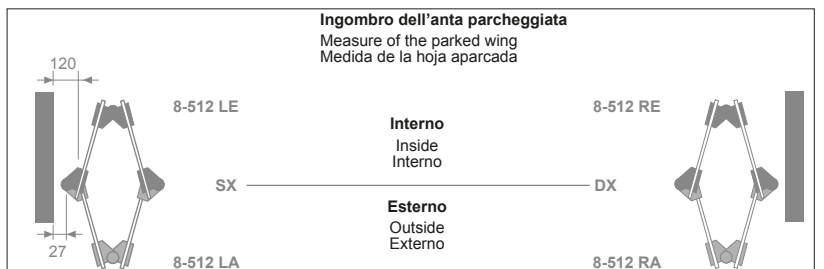 Ingombro dell'anta parcheggiata
Measure of the parked wing
Medida de la hoja aparcada
120
8-512 LE
8-512 RE
Interno
Inside
Interno
SX
DX
Esterno
Outside
Externo
27
8-512 LA
8-512 RA